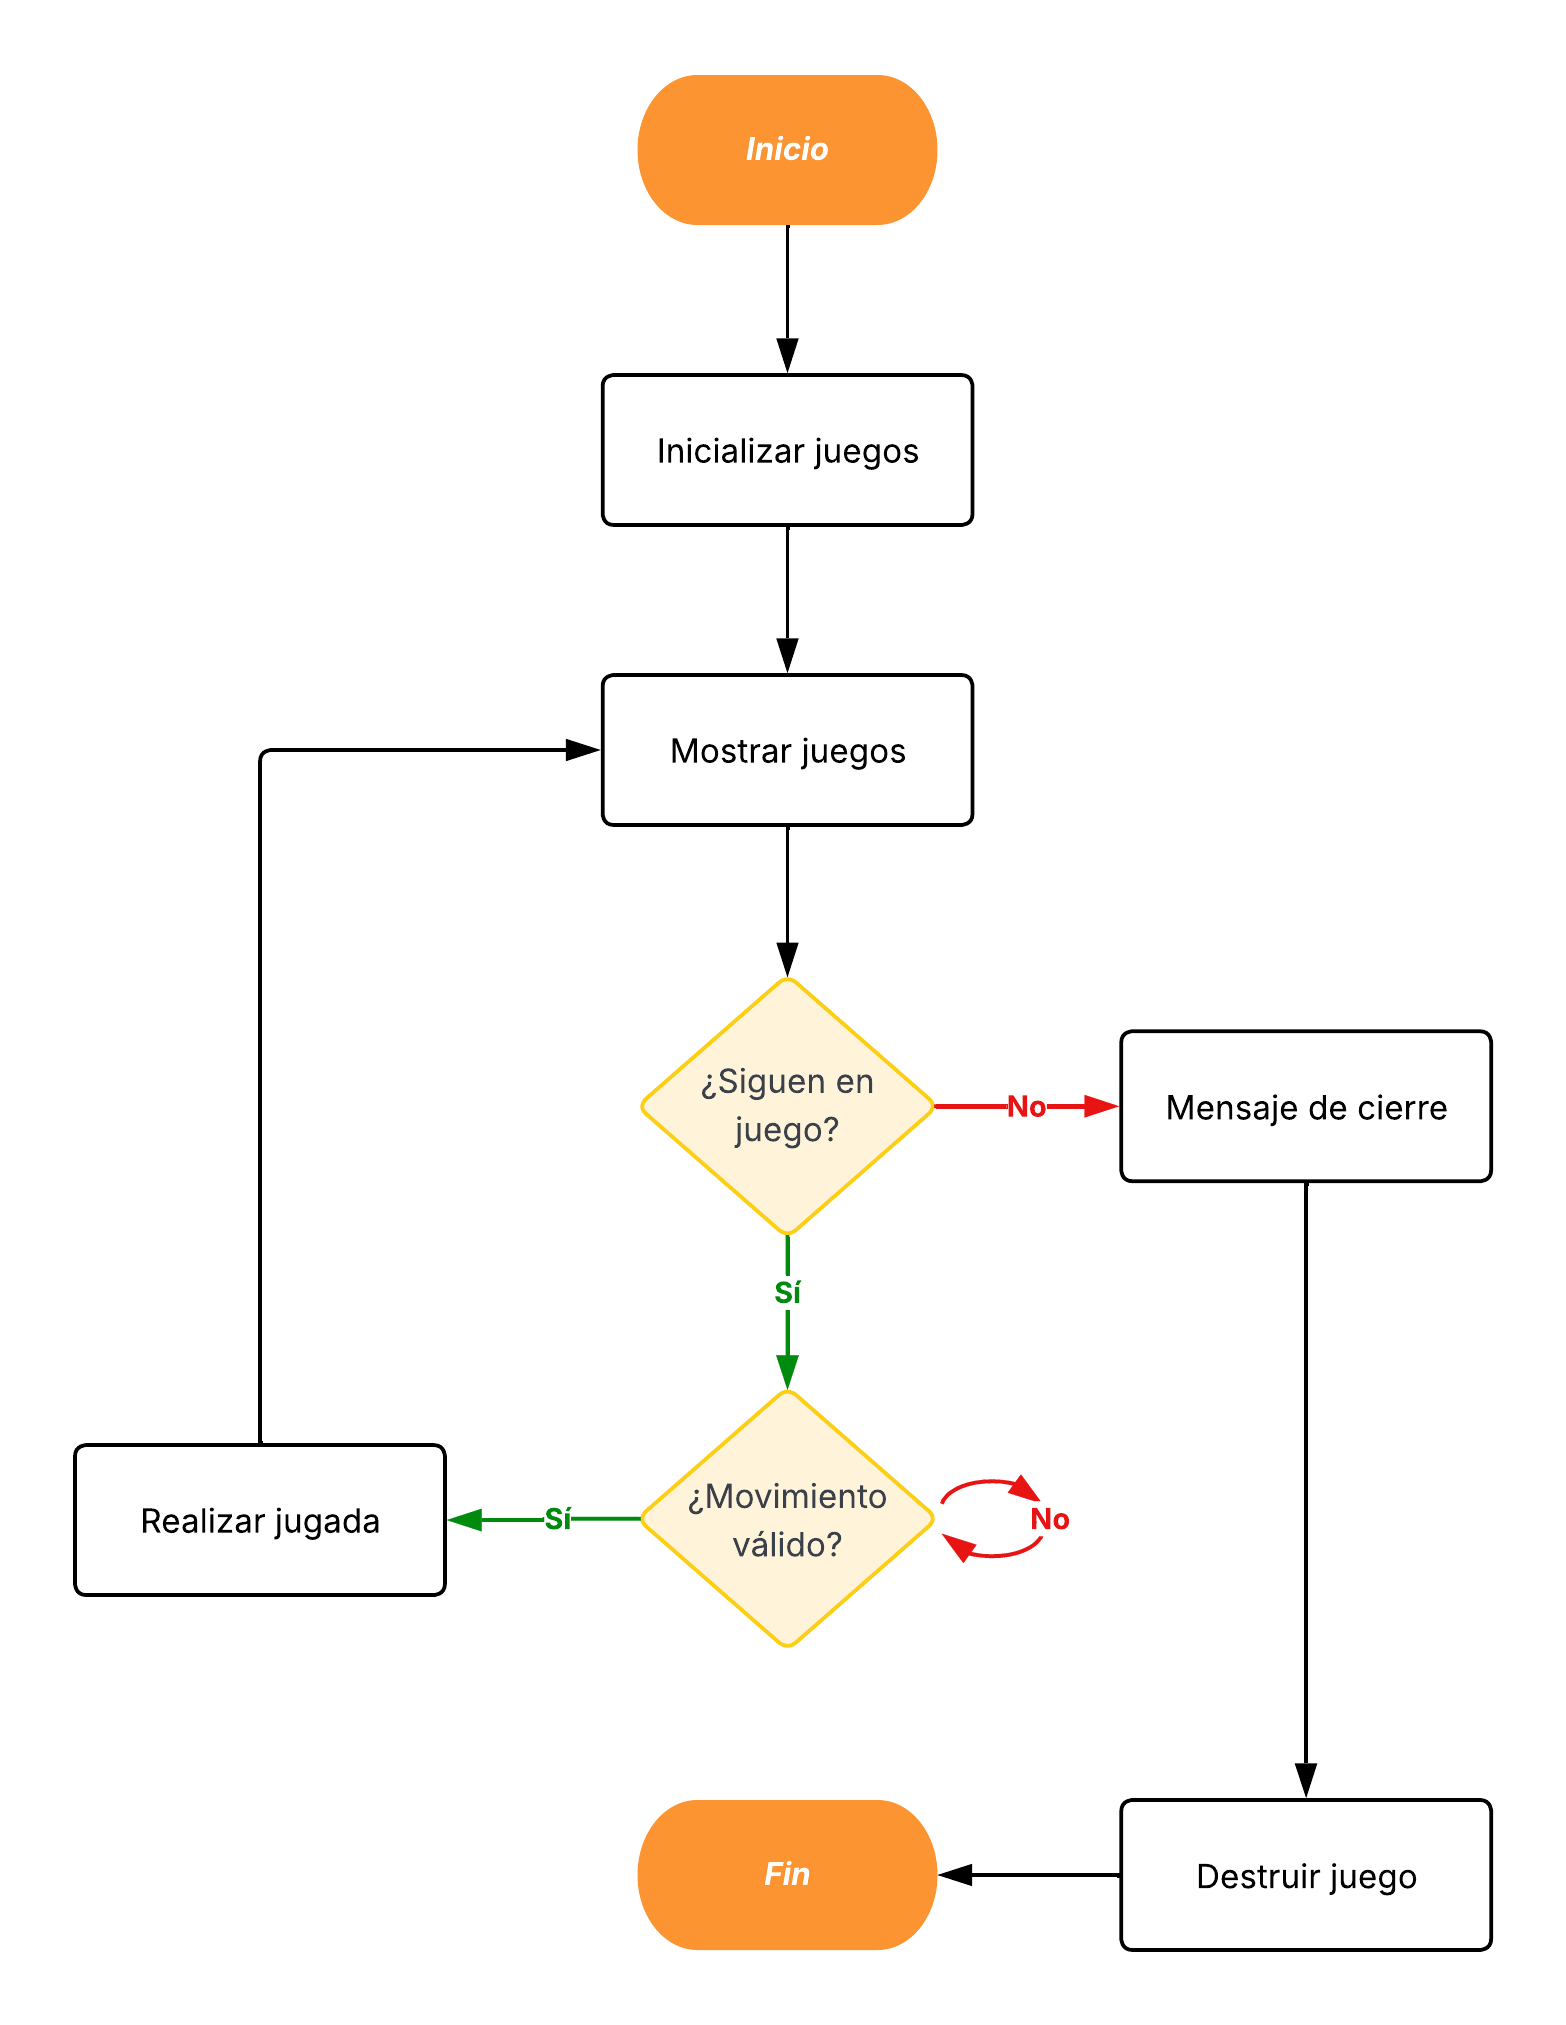 Inicio
Inicializar juegos
Mostrar juegos
¿Siguen en
juego?
No
Mensaje de cierre
Sí
¿Movimiento
válido?
No
Sí
Realizar jugada
Destruir juego
Fin